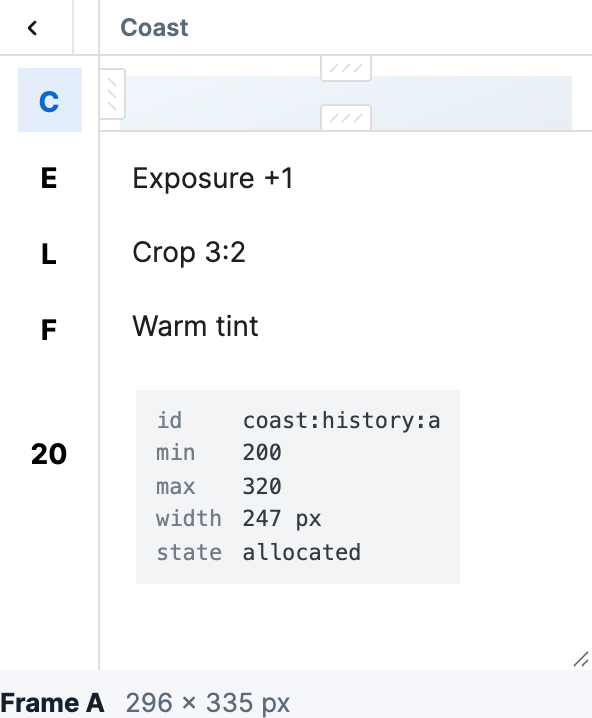 Coast
C
E
L
F
20
Exposure +1
Crop 3:2
Warm tint
id coast:history:a
min 200
max 320
width 247 px
state allocated
Frame A 296 × 335 px